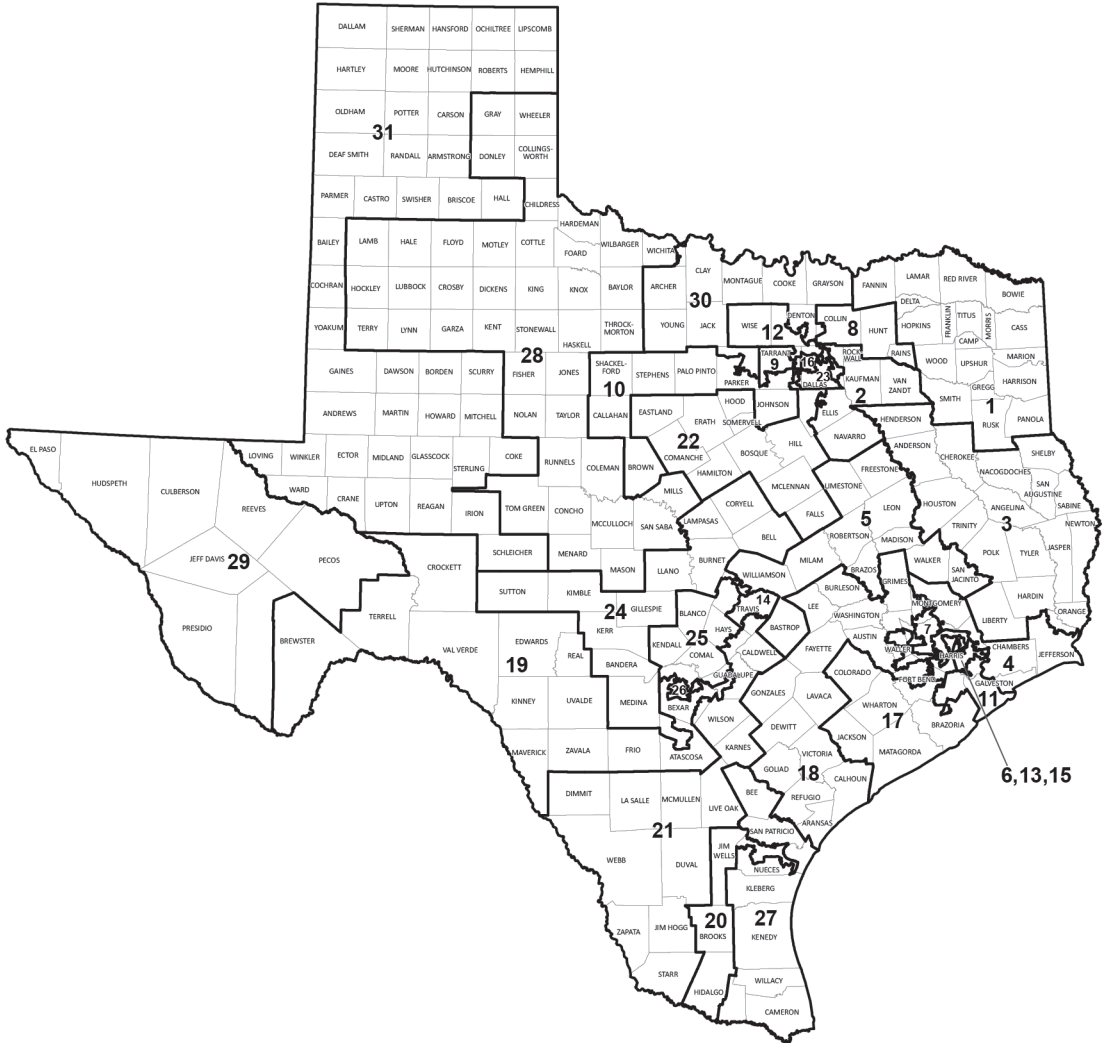 DALLAM SHERMAN HANSFORD OCHILTREE LIPSCOMB
HARTLEY MOORE HUTCHINSON ROBERTS HEMPHILL
OLDHAM POTTER CARSON GRAY WHEELER
31
DEAF SMITH RANDALL ARMSTRONG DONLEY COLLINGS-
WORTH
PARMER CASTRO SWISHER BRISCOE HALL CHILDRESS
HARDEMAN
BAILEY LAMB HALE FLOYD MOTLEY COTTLE FOARD WILBARGER WICHITA
CLAY MONTAGUE COOKE GRAYSON FANNIN LAMAR RED RIVER BOWIE
COCHRAN HOCKLEY LUBBOCK CROSBY DICKENS KING KNOX BAYLOR ARCHER
30
DELTA HOPKINS FRANKLIN TITUS MORRIS CASS
CAMP
YOAKUM TERRY LYNN GARZA KENT STONEWALL HASKELL THROCK-
MORTON
YOUNG JACK WISE 12 DENTON COLLIN 8 HUNT
RAINS WOOD UPSHUR MARION
28
GAINES DAWSON BORDEN SCURRY FISHER JONES SHACKEL-
FORD
10
STEPHENS PALO PINTO PARKER TARRANT
9
16
23
DALLAS ROCK
WALL
KAUFMAN VAN
ZANDT
2
SMITH GREGG HARRISON
1
RUSK PANOLA
ANDREWS MARTIN HOWARD MITCHELL NOLAN TAYLOR CALLAHAN EASTLAND ERATH HOOD SOMERVELL JOHNSON ELLIS NAVARRO HENDERSON
ANDERSON CHEROKEE SHELBY
22
COMANCHE HAMILTON BOSQUE HILL
EL PASO HUDSPETH CULBERSON REEVES
LOVING WINKLER ECTOR MIDLAND GLASSCOCK STERLING COKE RUNNELS COLEMAN BROWN MILLS
WARD CRANE UPTON REAGAN IRION TOM GREEN CONCHO MCCULLOCH SAN SABA LAMPASAS CORYELL MCLENNAN LIMESTONE FREESTONE
FALLS BELL
LEON HOUSTON NACOGDOCHES SAN
AUGUSTINE
SABINE
ANGELINA
3
NEWTON
TRINITY
5
ROBERTSON MADISON
JEFF DAVIS 29 PECOS
CROCKETT SCHLEICHER MENARD MASON LLANO BURNET WILLIAMSON MILAM BRAZOS WALKER POLK TYLER JASPER
SAN
JACINTO
GRIMES
BURLESON
HARDIN
PRESIDIO BREWSTER TERRELL VAL VERDE
SUTTON KIMBLE
24
GILLESPIE BLANCO TRAVIS
14
LEE WASHINGTON MONTGOMERY LIBERTY ORANGE
KERR 25 HAYS BASTROP AUSTIN WALLER
7
HARRIS CHAMBERS JEFFERSON
4
EDWARDS REAL
19
BANDERA KENDALL COMAL CALDWELL FAYETTE COLORADO FORT BEND GALVESTON
11
GUADALUPE
KINNEY UVALDE MEDINA 26
BEXAR
GONZALES LAVACA WHARTON
17
BRAZORIA
WILSON DEWITT JACKSON MATAGORDA
MAVERICK ZAVALA FRIO ATASCOSA KARNES VICTORIA
GOLIAD 18 CALHOUN
6,13,15
DIMMIT LA SALLE MCMULLEN LIVE OAK BEE REFUGIO
ARANSAS
21
SAN PATRICIO
WEBB DUVAL JIM
WELLS
NUECES
KLEBERG
ZAPATA JIM HOGG 20
BROOKS
27
KENEDY
STARR HIDALGO WILLACY
CAMERON